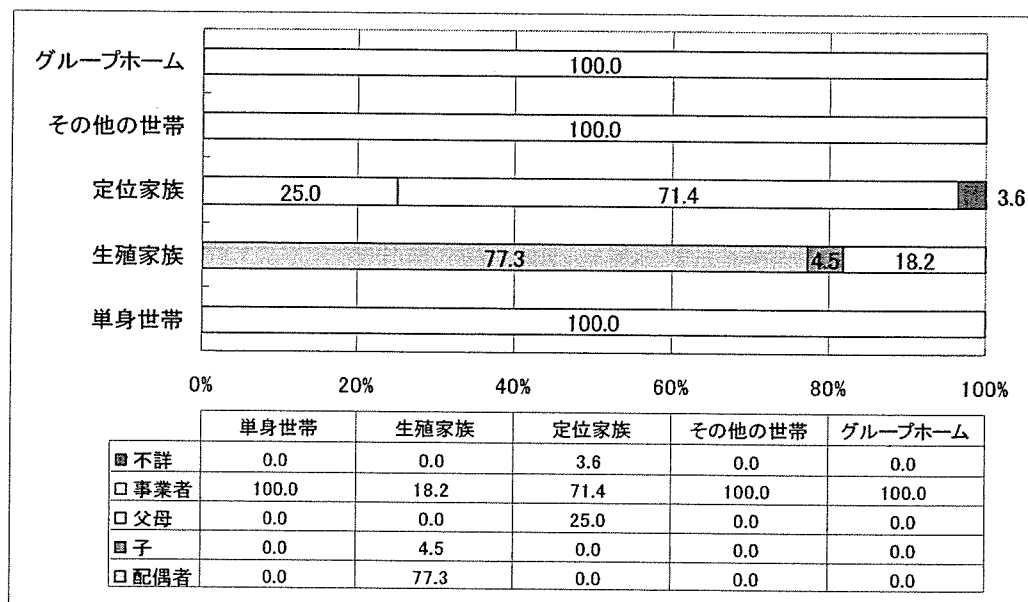 グループホーム
100.0
その他の世帯
100.0
定位家族
25.0 71.4 3.6
生殖家族
77.3 4.5 18.2
単身世帯
100.0
0% 20% 40% 60% 80% 100%
単身世帯 生殖家族 定位家族 その他の世帯 グループホーム
不詳 0.0 0.0 3.6 0.0 0.0
事業者 100.0 18.2 71.4 100.0 100.0
父母 0.0 0.0 25.0 0.0 0.0
子 0.0 4.5 0.0 0.0 0.0
配偶者 0.0 77.3 0.0 0.0 0.0